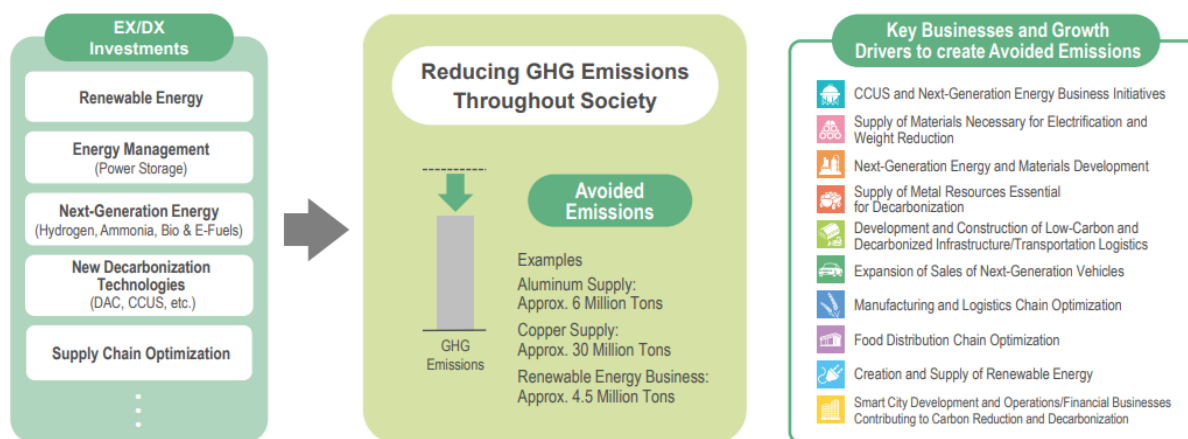 EX/DX
Investments
Renewable Energy
Energy Management
(Power Storage)
Next-Generation Energy
(Hydrogen, Ammonia, Bio & E-Fuels)
New Decarbonization
Technologies
(DAC, CCUS, etc.)
Supply Chain Optimization
Reducing GHG Emissions
Throughout Society
GHG
Emissions
Avoided
Emissions
Examples
Aluminum Supply:
Approx. 6 Million Tons
Copper Supply:
Approx. 30 Million Tons
Renewable Energy Business:
Approx. 4.5 Million Tons
Key Businesses and Growth
Drivers to create Avoided Emissions
CCUS and Next-Generation Energy Business Initiatives
Supply of Materials Necessary for Electrification and
Weight Reduction
Next-Generation Energy and Materials Development
Supply of Metal Resources Essential
for Decarbonization
Development and Construction of Low-Carbon and
Decarbonized Infrastructure/Transportation Logistics
Expansion of Sales of Next-Generation Vehicles
Manufacturing and Logistics Chain Optimization
Food Distribution Chain Optimization
Creation and Supply of Renewable Energy
Smart City Development and Operations/Financial Businesses
Contributing to Carbon Reduction and Decarbonization